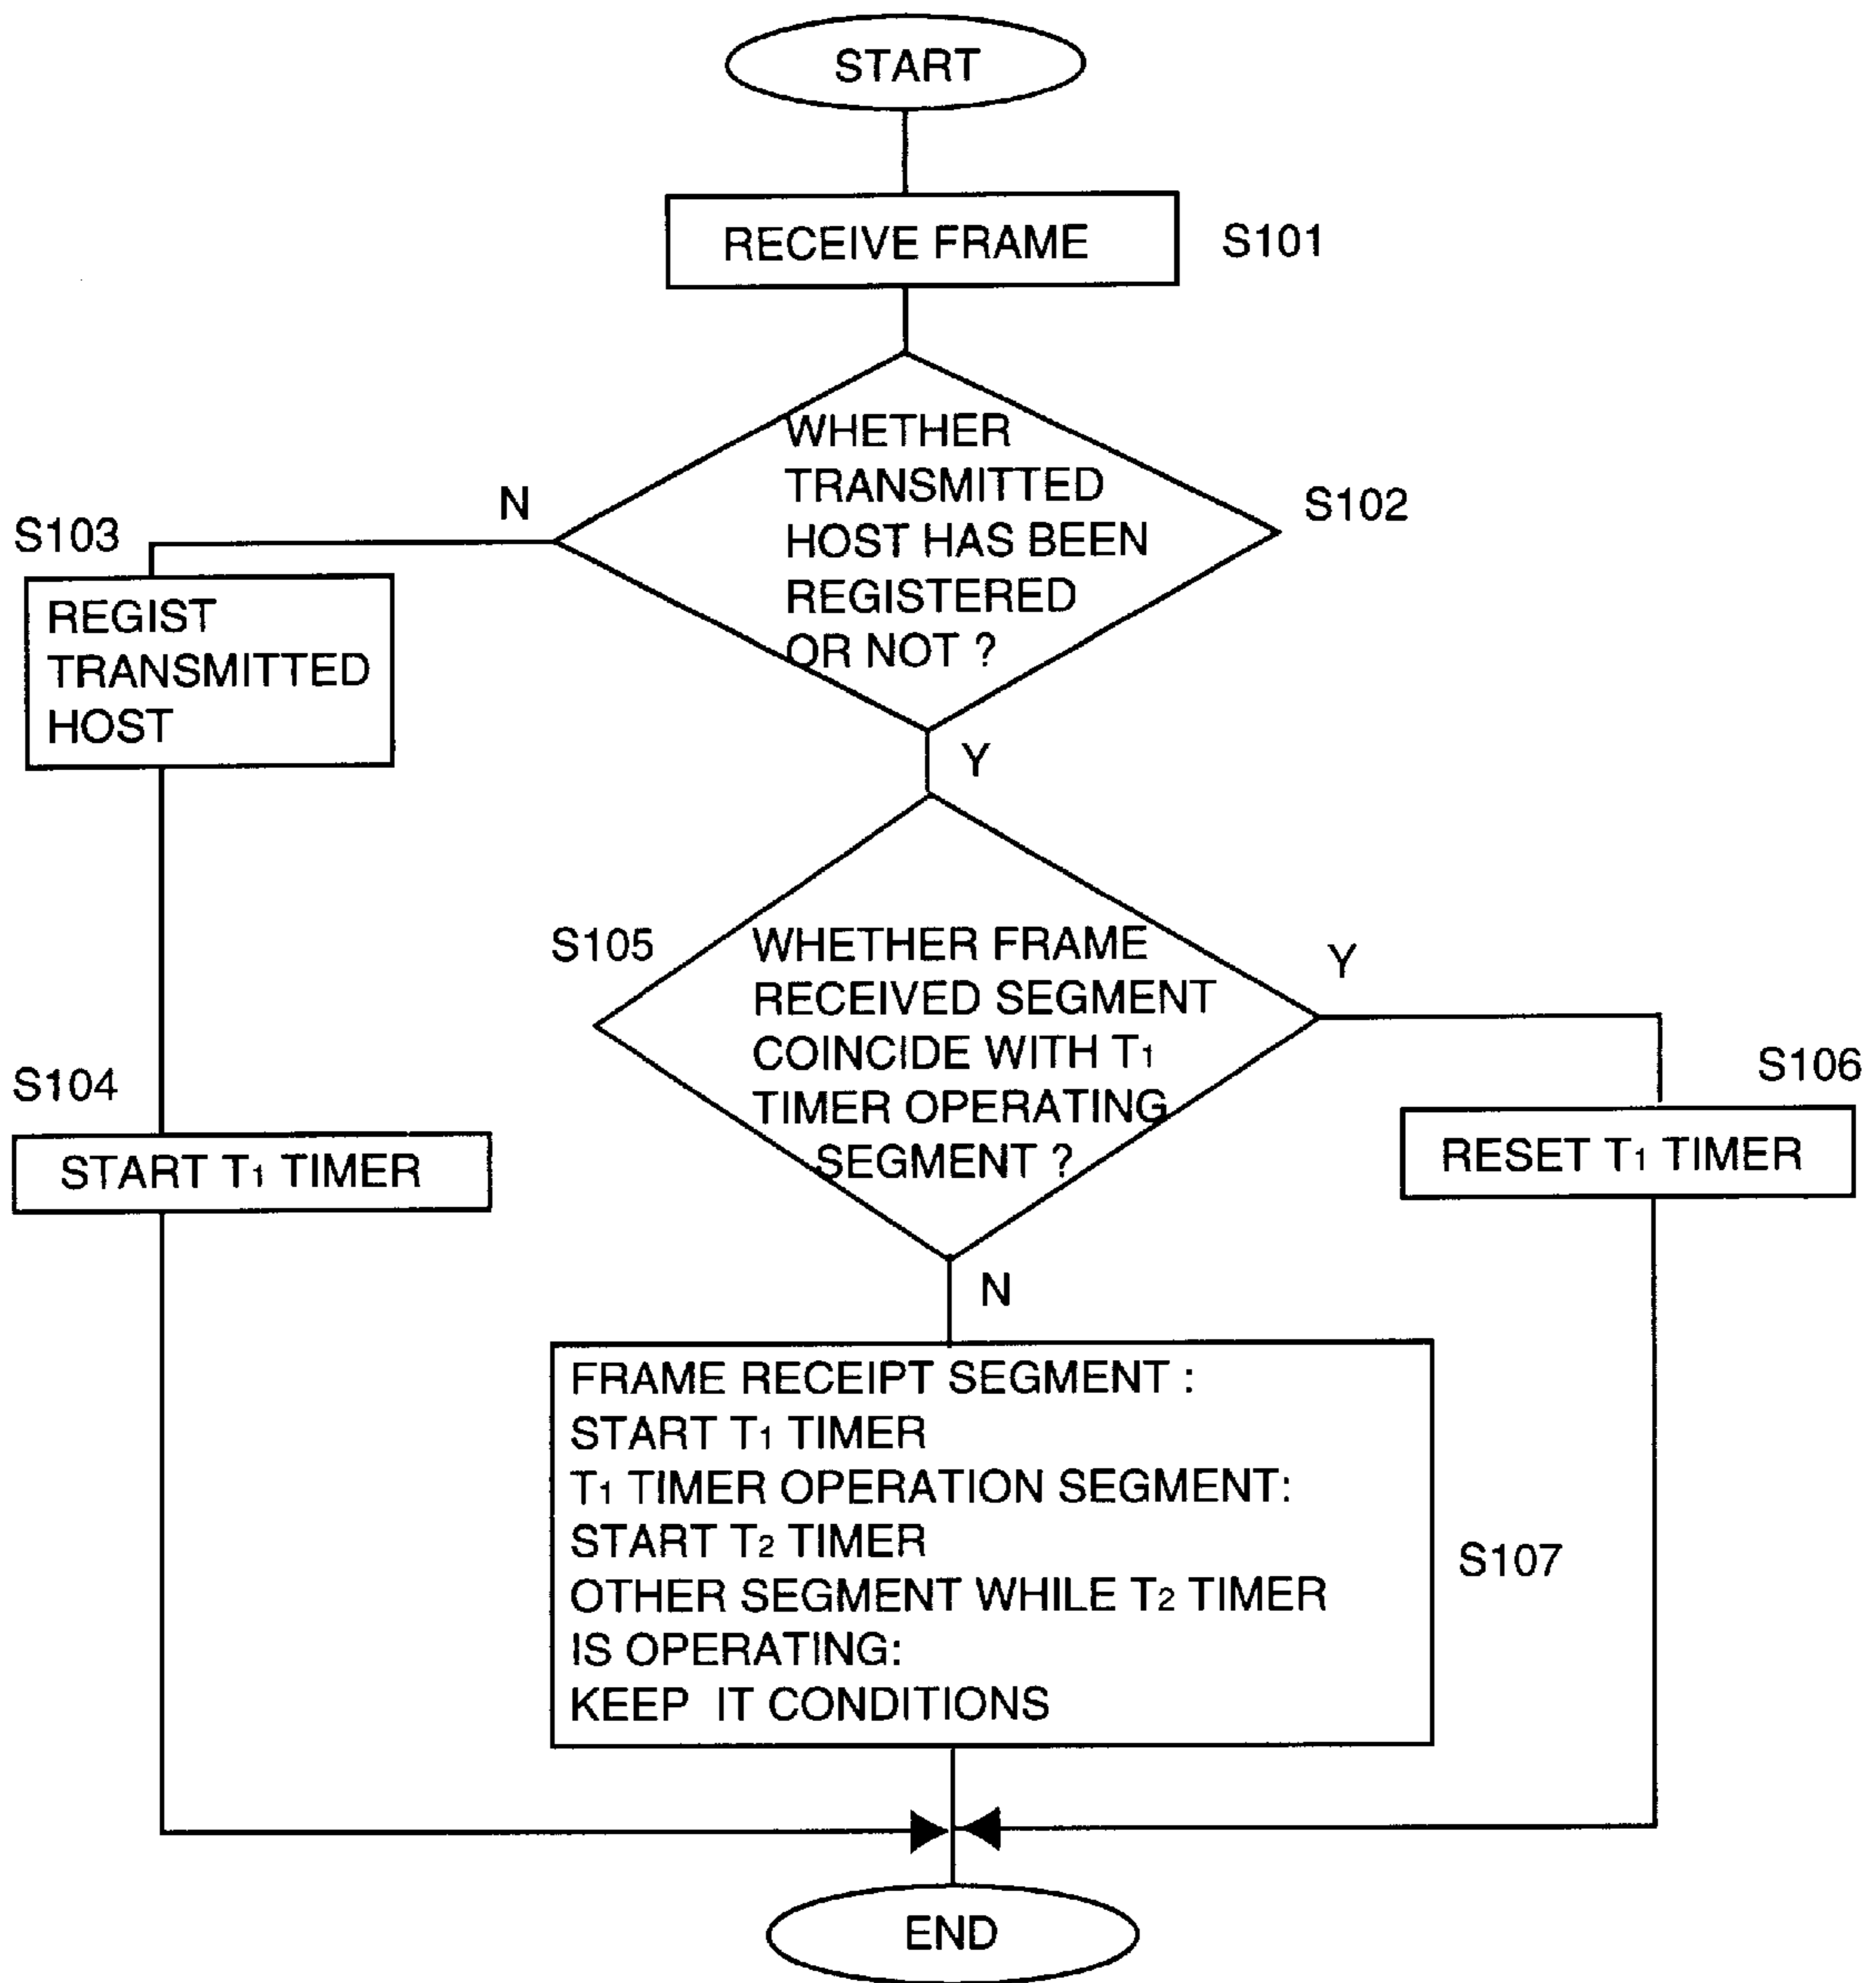 START
RECEIVE FRAME
S101
WHETHER
TRANSMITTED
HOST HAS BEEN
REGISTERED
OR NOT ?
S102
N
S103
REGIST
TRANSMITTED
HOST
Y
S104
START T1 TIMER
S105
WHETHER FRAME
RECEIVED SEGMENT
COINCIDE WITH T1
TIMER OPERATING
SEGMENT ?
Y
S106
RESET T1 TIMER
N
FRAME RECEIPT SEGMENT :
START T1 TIMER
T1 TIMER OPERATION SEGMENT:
START T2 TIMER
OTHER SEGMENT WHILE T2 TIMER
IS OPERATING:
KEEP IT CONDITIONS
S107
END